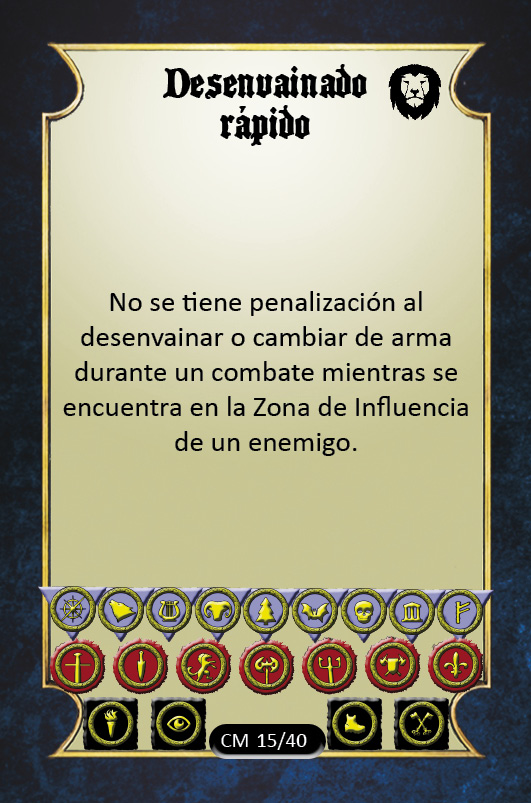 Desenvainado
rápido
No se tiene penalización al
desenvainar o cambiar de arma
durante un combate mientras se
encuentra en la Zona de Influencia
de un enemigo.
CM 15/40